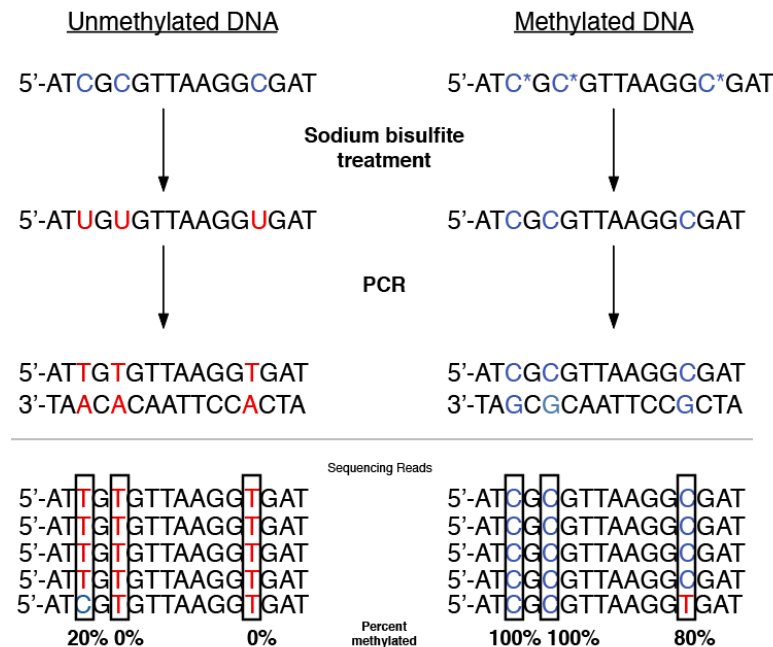 Unmethylated DNA
Methylated DNA
5'-ATCGCGTTAAGGCGAT
5'-ATC*GC*GTTAAGGC*GAT
Sodium bisulfite
treatment
5'-ATUGUGTTAAGGUGAT
5'-ATCGCGTTAAGGCGAT
PCR
5'-ATTGTGTTAAGGTGAT
5'-ATCGCGTTAAGGCGAT
3'-TAACACAATTCCACTA
3'-TAGCGCAATTCCGCTA
Sequencing Reads
5'-ATTGTGTTAAGGTGAT
5'-ATCGCGTTAAGGCGAT
5'-ATTGTGTTAAGGTGAT
5'-ATCGCGTTAAGGCGAT
5'-ATTGTGTTAAGGTGAT
5'-ATCGCGTTAAGGCGAT
5'-ATTGTGTTAAGGTGAT
5'-ATCGCGTTAAGGCGAT
5'-ATCGTGTTAAGGTGAT
5'-ATCGCGTTAAGGTGAT
20% 0% 0%
Percent
methylated
100% 100% 80%